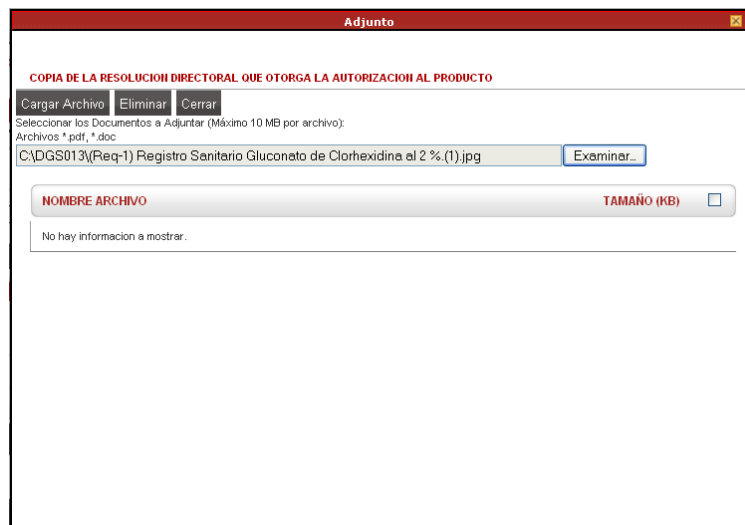 Adjunto
COPIA DE LA RESOLUCION DIRECTORAL QUE OTORGA LA AUTORIZACION AL PRODUCTO
Cargar Archivo Eliminar Cerrar
Seleccionar los Documentos a Adjuntar (Máximo 10 MB por archivo):
Archivos *.pdf, *.doc
C:\DGS013\(Req-1) Registro Sanitario Gluconato de Clorhexidina al 2 %.(1).jpg Examinar...
NOMBRE ARCHIVO TAMAÑO (KB)
No hay informacion a mostrar.